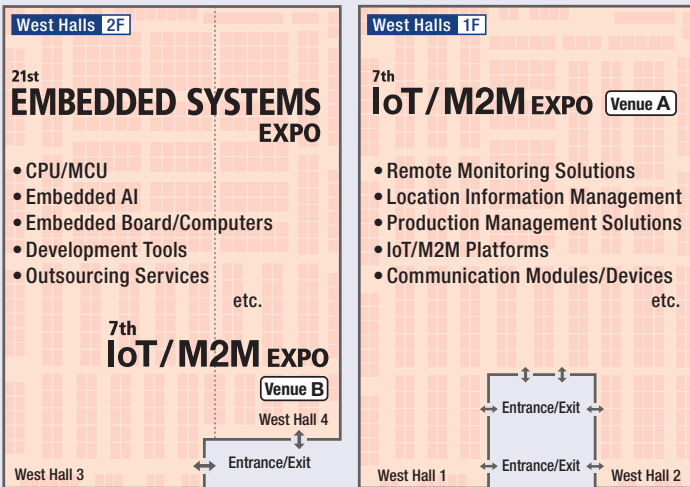 West Halls 2F
21st
EMBEDDED SYSTEMS
EXPO
• CPU/MCU
• Embedded AI
• Embedded Board/Computers
• Development Tools
• Outsourcing Services
etc.
7th
IoT/M2M EXPO
Venue B
West Hall 4
Entrance/Exit
West Hall 3
West Halls 1F
7th
IoT/M2M EXPO Venue A
• Remote Monitoring Solutions
• Location Information Management
• Production Management Solutions
• IoT/M2M Platforms
• Communication Modules/Devices
etc.
Entrance/Exit
West Hall 1
Entrance/Exit
West Hall 2